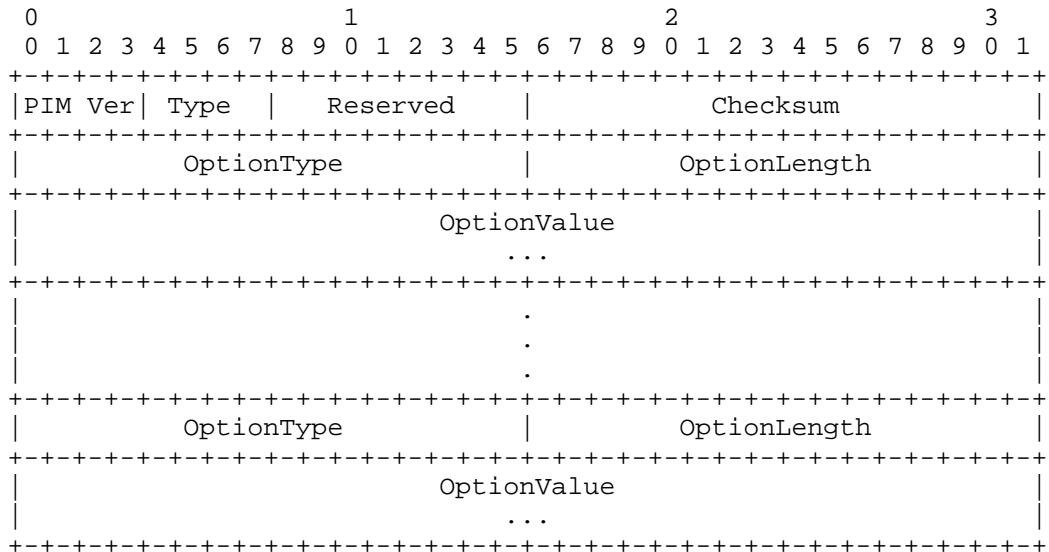 0                   1                   2                   3
 0 1 2 3 4 5 6 7 8 9 0 1 2 3 4 5 6 7 8 9 0 1 2 3 4 5 6 7 8 9 0 1
+-+-+-+-+-+-+-+-+-+-+-+-+-+-+-+-+-+-+-+-+-+-+-+-+-+-+-+-+-+-+-+-+
|PIM Ver| Type  |   Reserved    |           Checksum            |
+-+-+-+-+-+-+-+-+-+-+-+-+-+-+-+-+-+-+-+-+-+-+-+-+-+-+-+-+-+-+-+-+
|          OptionType           |         OptionLength          |
+-+-+-+-+-+-+-+-+-+-+-+-+-+-+-+-+-+-+-+-+-+-+-+-+-+-+-+-+-+-+-+-+
|                          OptionValue                          |
|                              ...                              |
+-+-+-+-+-+-+-+-+-+-+-+-+-+-+-+-+-+-+-+-+-+-+-+-+-+-+-+-+-+-+-+-+
|                               .                               |
|                               .                               |
|                               .                               |
+-+-+-+-+-+-+-+-+-+-+-+-+-+-+-+-+-+-+-+-+-+-+-+-+-+-+-+-+-+-+-+-+
|          OptionType           |         OptionLength          |
+-+-+-+-+-+-+-+-+-+-+-+-+-+-+-+-+-+-+-+-+-+-+-+-+-+-+-+-+-+-+-+-+
|                          OptionValue                          |
|                              ...                              |
+-+-+-+-+-+-+-+-+-+-+-+-+-+-+-+-+-+-+-+-+-+-+-+-+-+-+-+-+-+-+-+-+